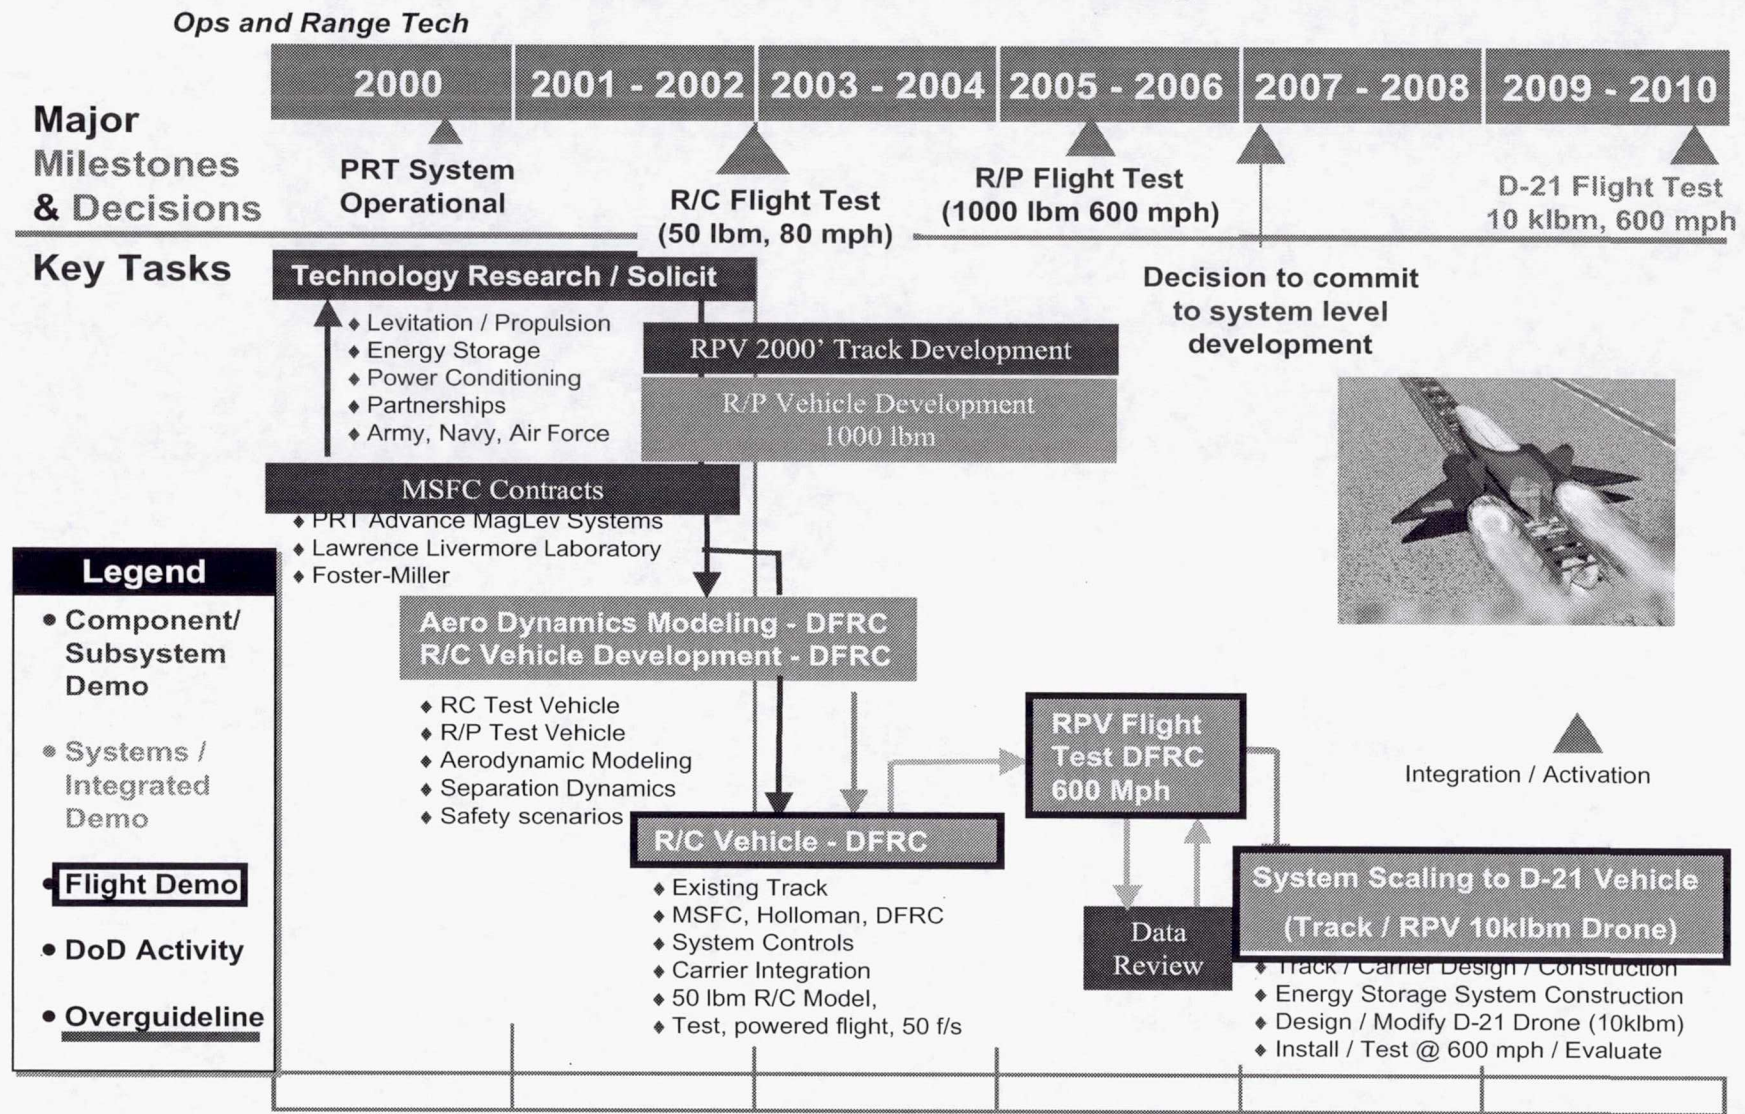 Ops and Range Tech
2000
2001 - 2002
2003 - 2004
2005 - 2006
2007 - 2008
2009 - 2010
Major
Milestones
& Decisions
PRT System
Operational
R/C Flight Test
(50 lbm, 80 mph)
R/P Flight Test
(1000 lbm 600 mph)
D-21 Flight Test
10 klbm, 600 mph
Key Tasks
Technology Research / Solicit
♦ Levitation / Propulsion
♦ Energy Storage
♦ Power Conditioning
♦ Partnerships
♦ Army, Navy, Air Force
RPV 2000’ Track Development
R/P Vehicle Development
1000 lbm
Decision to commit
to system level
development
MSFC Contracts
♦ PRT Advance MagLev Systems
♦ Lawrence Livermore Laboratory
♦ Foster-Miller
Legend
• Component/
Subsystem
Demo
• Systems /
Integrated
Demo
• Flight Demo
• DoD Activity
• Overguideline
Aero Dynamics Modeling - DFRC
R/C Vehicle Development - DFRC
♦ RC Test Vehicle
♦ R/P Test Vehicle
♦ Aerodynamic Modeling
♦ Separation Dynamics
♦ Safety scenarios
R/C Vehicle - DFRC
♦ Existing Track
♦ MSFC, Holloman, DFRC
♦ System Controls
♦ Carrier Integration
♦ 50 lbm R/C Model,
♦ Test, powered flight, 50 f/s
RPV Flight
Test DFRC
600 Mph
Data
Review
Integration / Activation
System Scaling to D-21 Vehicle
(Track / RPV 10klbm Drone)
♦ Track / Carrier Design / Construction
♦ Energy Storage System Construction
♦ Design / Modify D-21 Drone (10klbm)
♦ Install / Test @ 600 mph / Evaluate